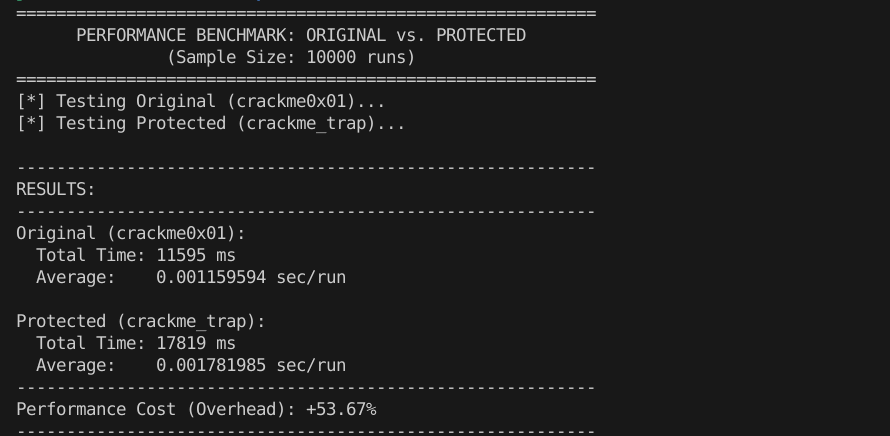 ==========================================================
PERFORMANCE BENCHMARK: ORIGINAL vs. PROTECTED
(Sample Size: 10000 runs)
==========================================================
[*] Testing Original (crackme0x01)...
[*] Testing Protected (crackme_trap)...
----------------------------------------------------------
RESULTS:
----------------------------------------------------------
Original (crackme0x01):
Total Time: 11595 ms
Average: 0.001159594 sec/run
Protected (crackme_trap):
Total Time: 17819 ms
Average: 0.001781985 sec/run
----------------------------------------------------------
Performance Cost (Overhead): +53.67%
----------------------------------------------------------